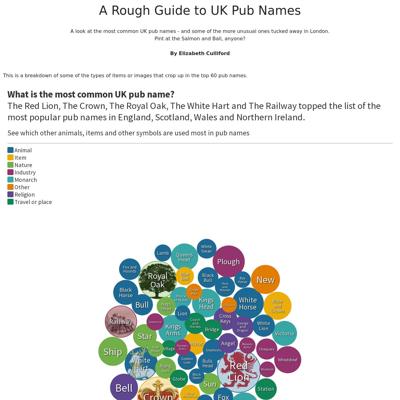 A Rough Guide to UK Pub Names
A look at the most common UK pub names - and some of the more unusual ones tucked away in London.
Pint at the Salmon and Ball, anyone?
By Elizabeth Culliford
This is a breakdown of some of the types of items or images that crop up in the top 60 pub names.
What is the most common UK pub name?
The Red Lion, The Crown, The Royal Oak, The White Hart and The Railway topped the list of the
most popular pub names in England, Scotland, Wales and Northern Ireland.
See which other animals, items and other symbols are used most in pub names
Animal
Item
Nature
Industry
Monarch
Other
Religion
Travel or place
Lamb
Queens
Head
White
Swan
Plough
Fox and
Hounds
Royal
Oak
Black
Bull
New
Black
Horse
Bull
Kings
Head
White
Horse
Lion
Railway
Cross
Keys
Kings
Arms
Bridge
White
Lion
Victoria
Star
Ship
Angel
White
Hart
Wheatsheaf
Red
Lion
Globe
Bell
Crown
Sun
Station
Fox